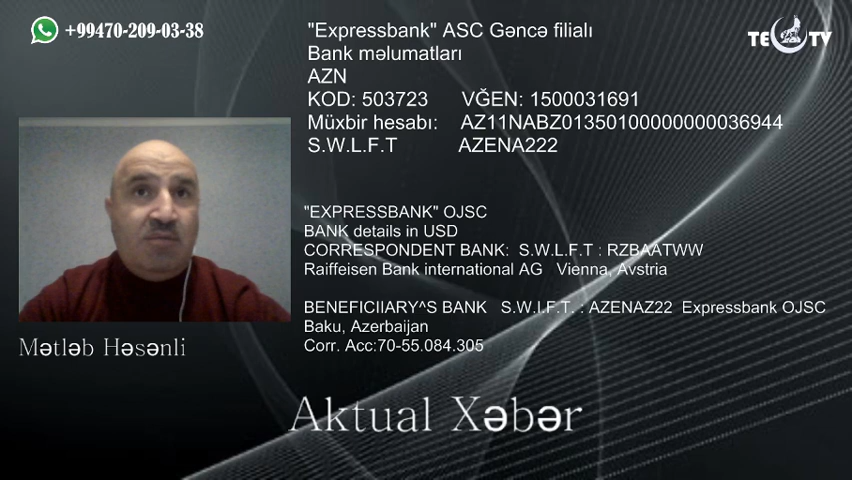 +99470-209-03-38
"Expressbank" ASC Gəncə filialı
TE TV
Bank məlumatları
AZN
KOD: 503723 VĞEN: 1500031691
Müxbir hesabı: AZ11NABZ01350100000000036944
S.W.L.F.T AZENA222
"EXPRESSBANK" OJSC
BANK details in USD
CORRESPONDENT BANK: S.W.L.F.T : RZBAATWW
Raiffeisen Bank international AG Vienna, Avstria
BENEFICIIARY^S BANK S.W.I.F.T. : AZENAZ22 Expressbank OJSC
Baku, Azerbaijan
Corr. Acc:70-55.084.305
Mətləb Həsənli
Aktual Xəbər